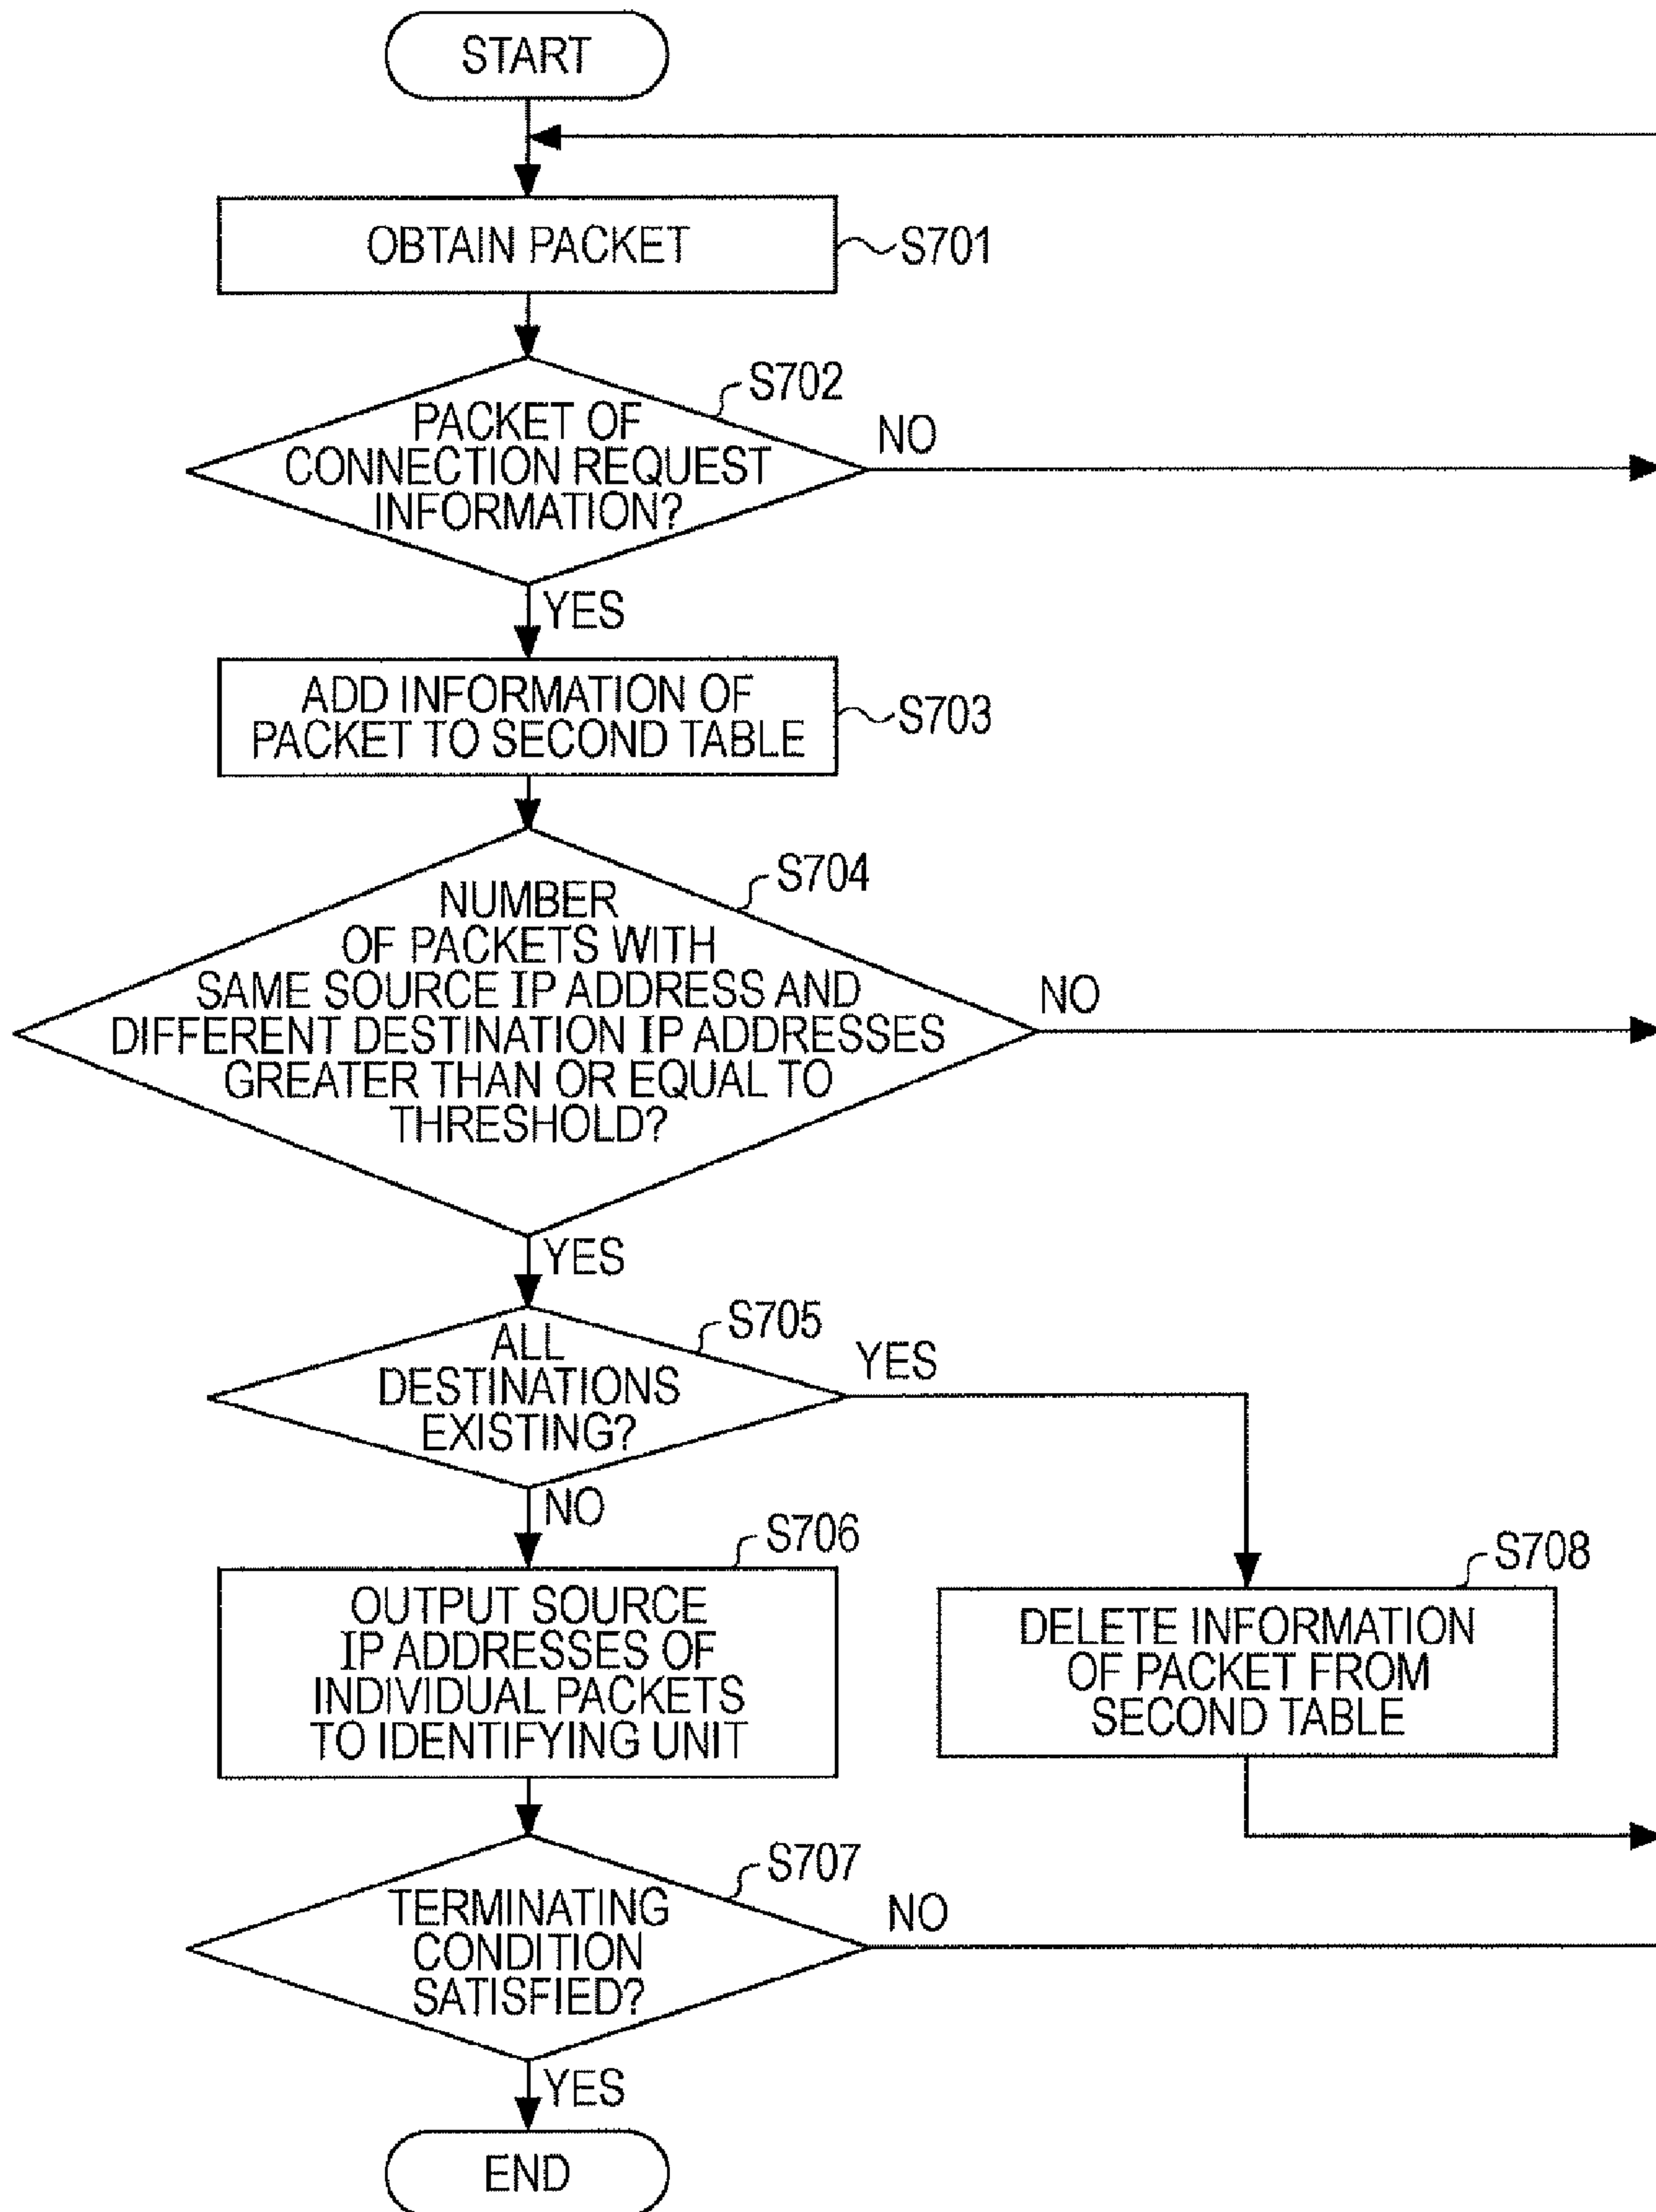 START
OBTAIN PACKET
S701
S702
PACKET OF
CONNECTION REQUEST
INFORMATION?
NO
YES
ADD INFORMATION OF
PACKET TO SECOND TABLE
S703
S704
NUMBER
OF PACKETS WITH
SAME SOURCE IP ADDRESS AND
DIFFERENT DESTINATION IP ADDRESSES
GREATER THAN OR EQUAL TO
THRESHOLD?
NO
YES
S705
ALL
DESTINATIONS
EXISTING?
YES
NO
S706
OUTPUT SOURCE
IP ADDRESSES OF
INDIVIDUAL PACKETS
TO IDENTIFYING UNIT
S708
DELETE INFORMATION
OF PACKET FROM
SECOND TABLE
S707
TERMINATING
CONDITION
SATISFIED?
NO
YES
END